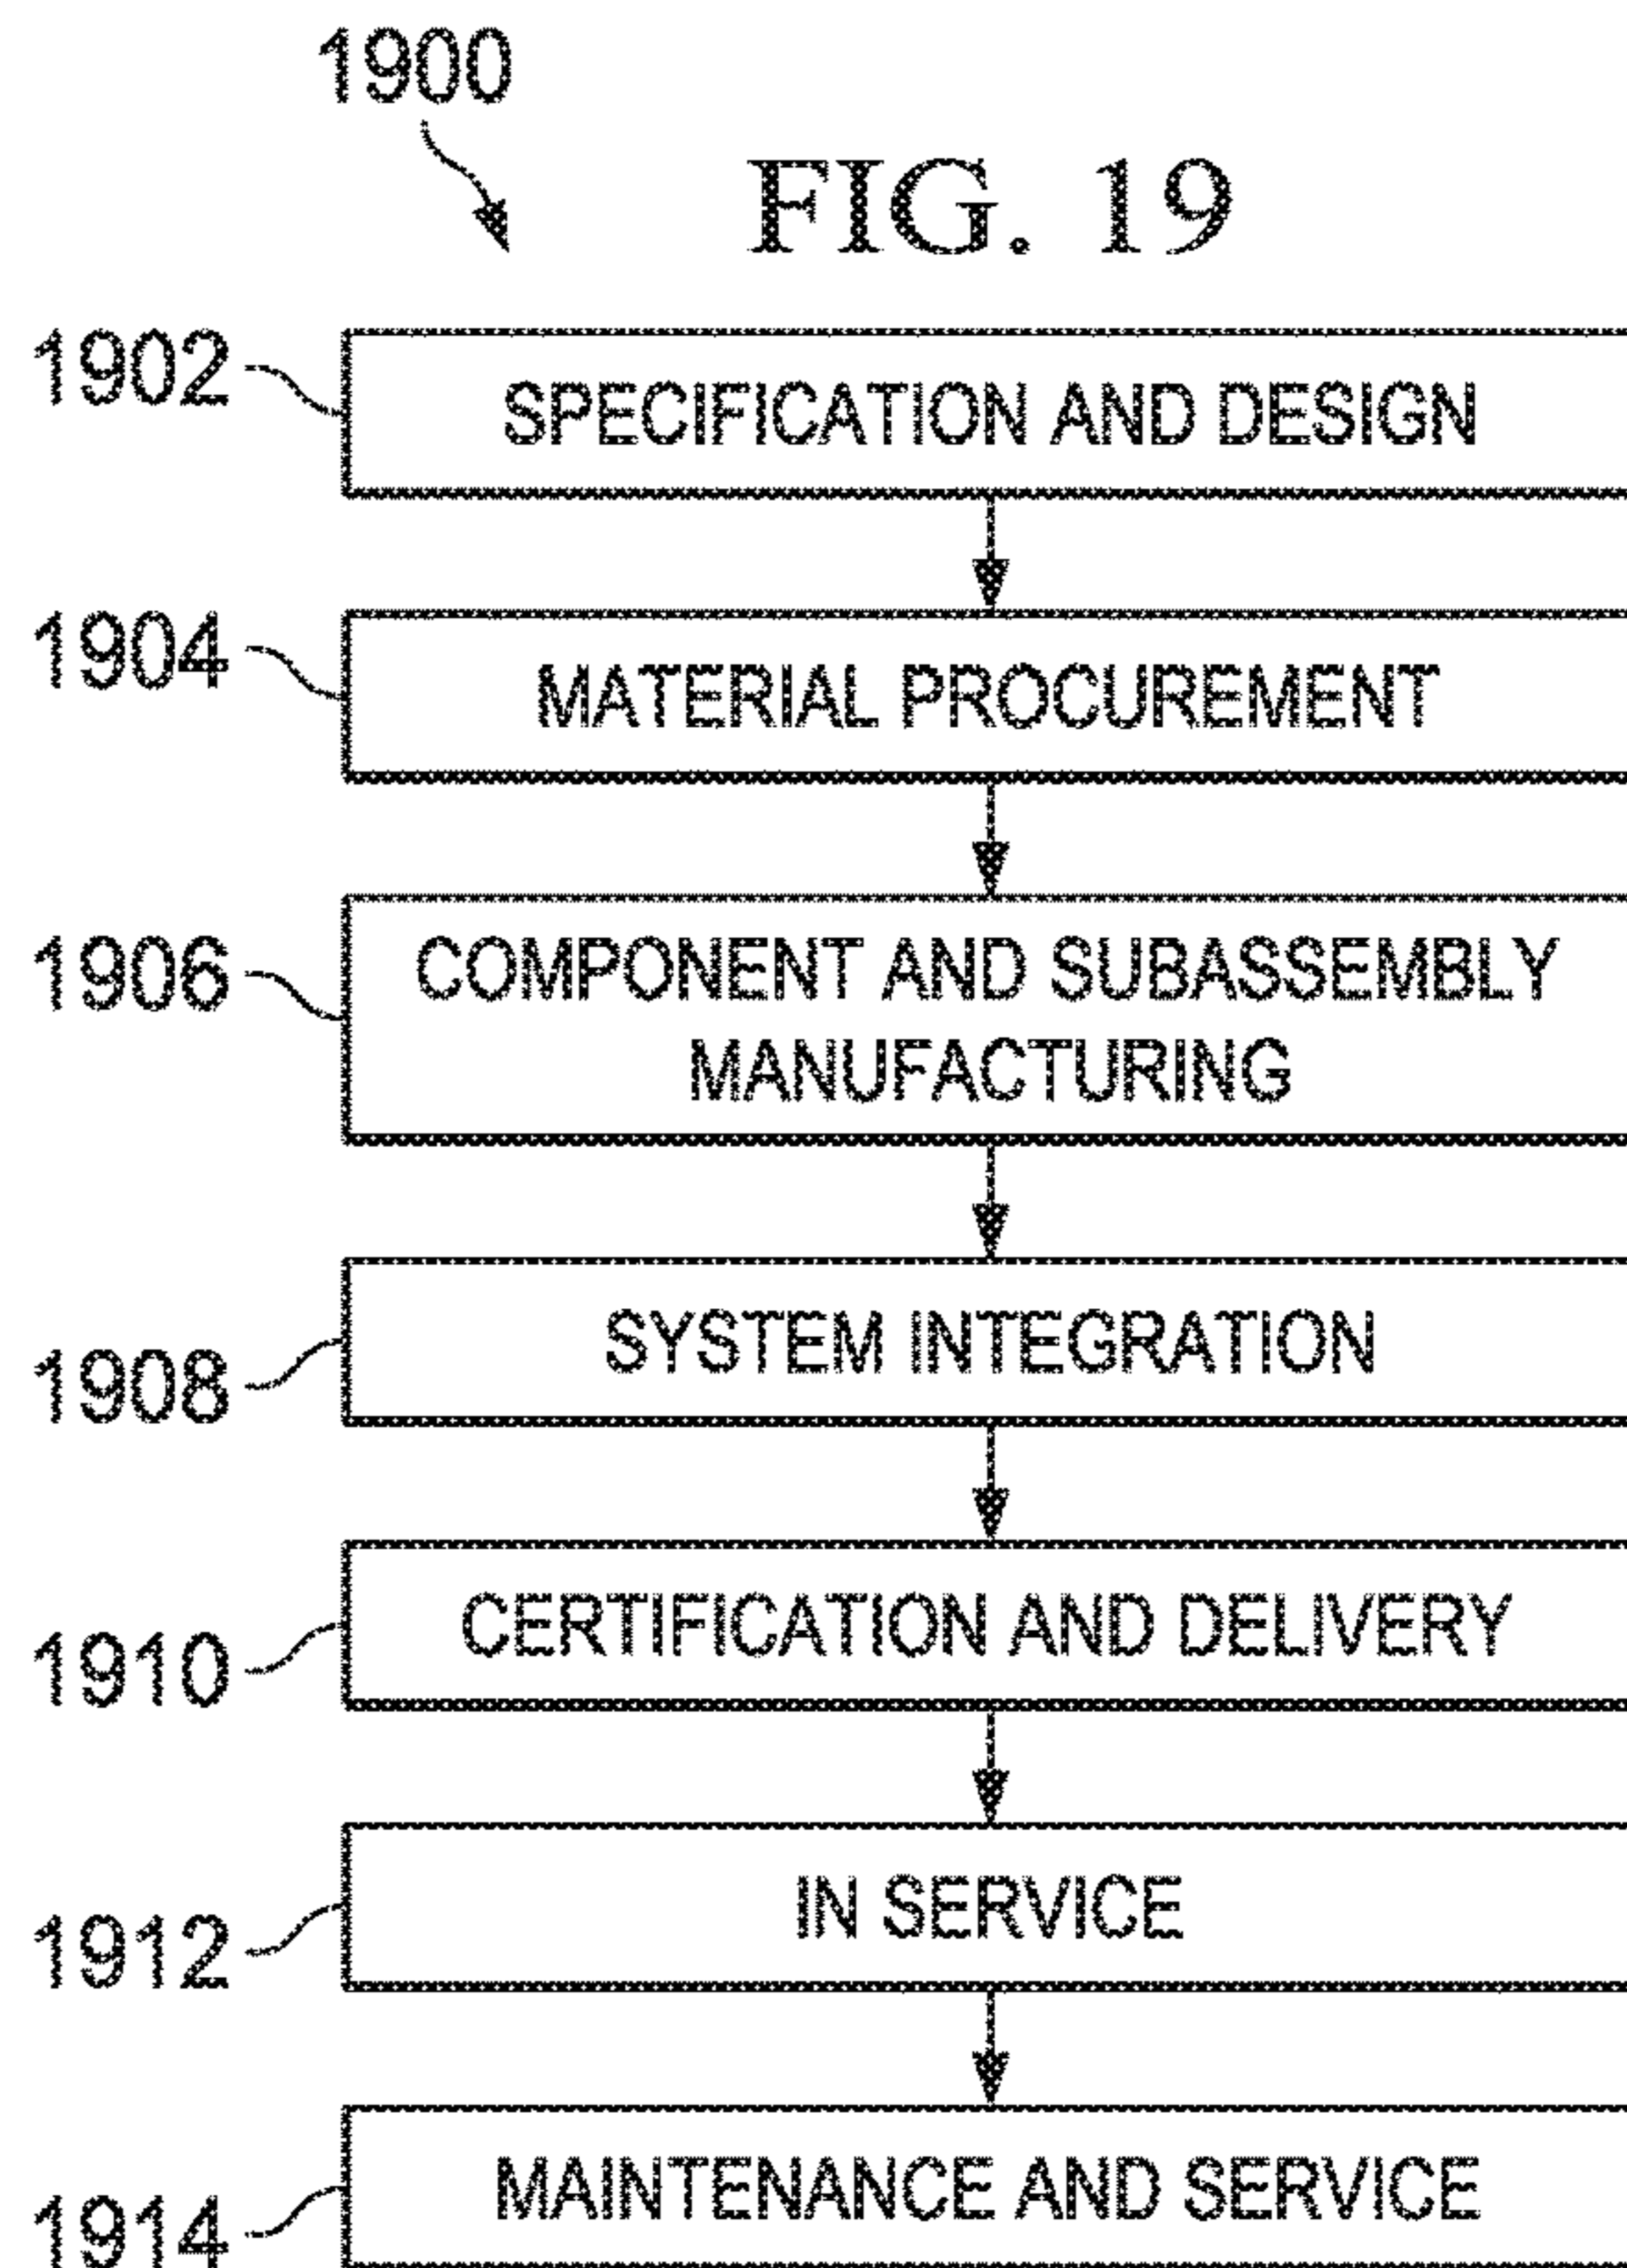 1900
FIG. 19
1902
SPECIFICATION AND DESIGN
1904
MATERIAL PROCUREMENT
1906
COMPONENT AND SUBASSEMBLY
MANUFACTURING
1908
SYSTEM INTEGRATION
1910
CERTIFICATION AND DELIVERY
1912
IN SERVICE
1914
MAINTENANCE AND SERVICE